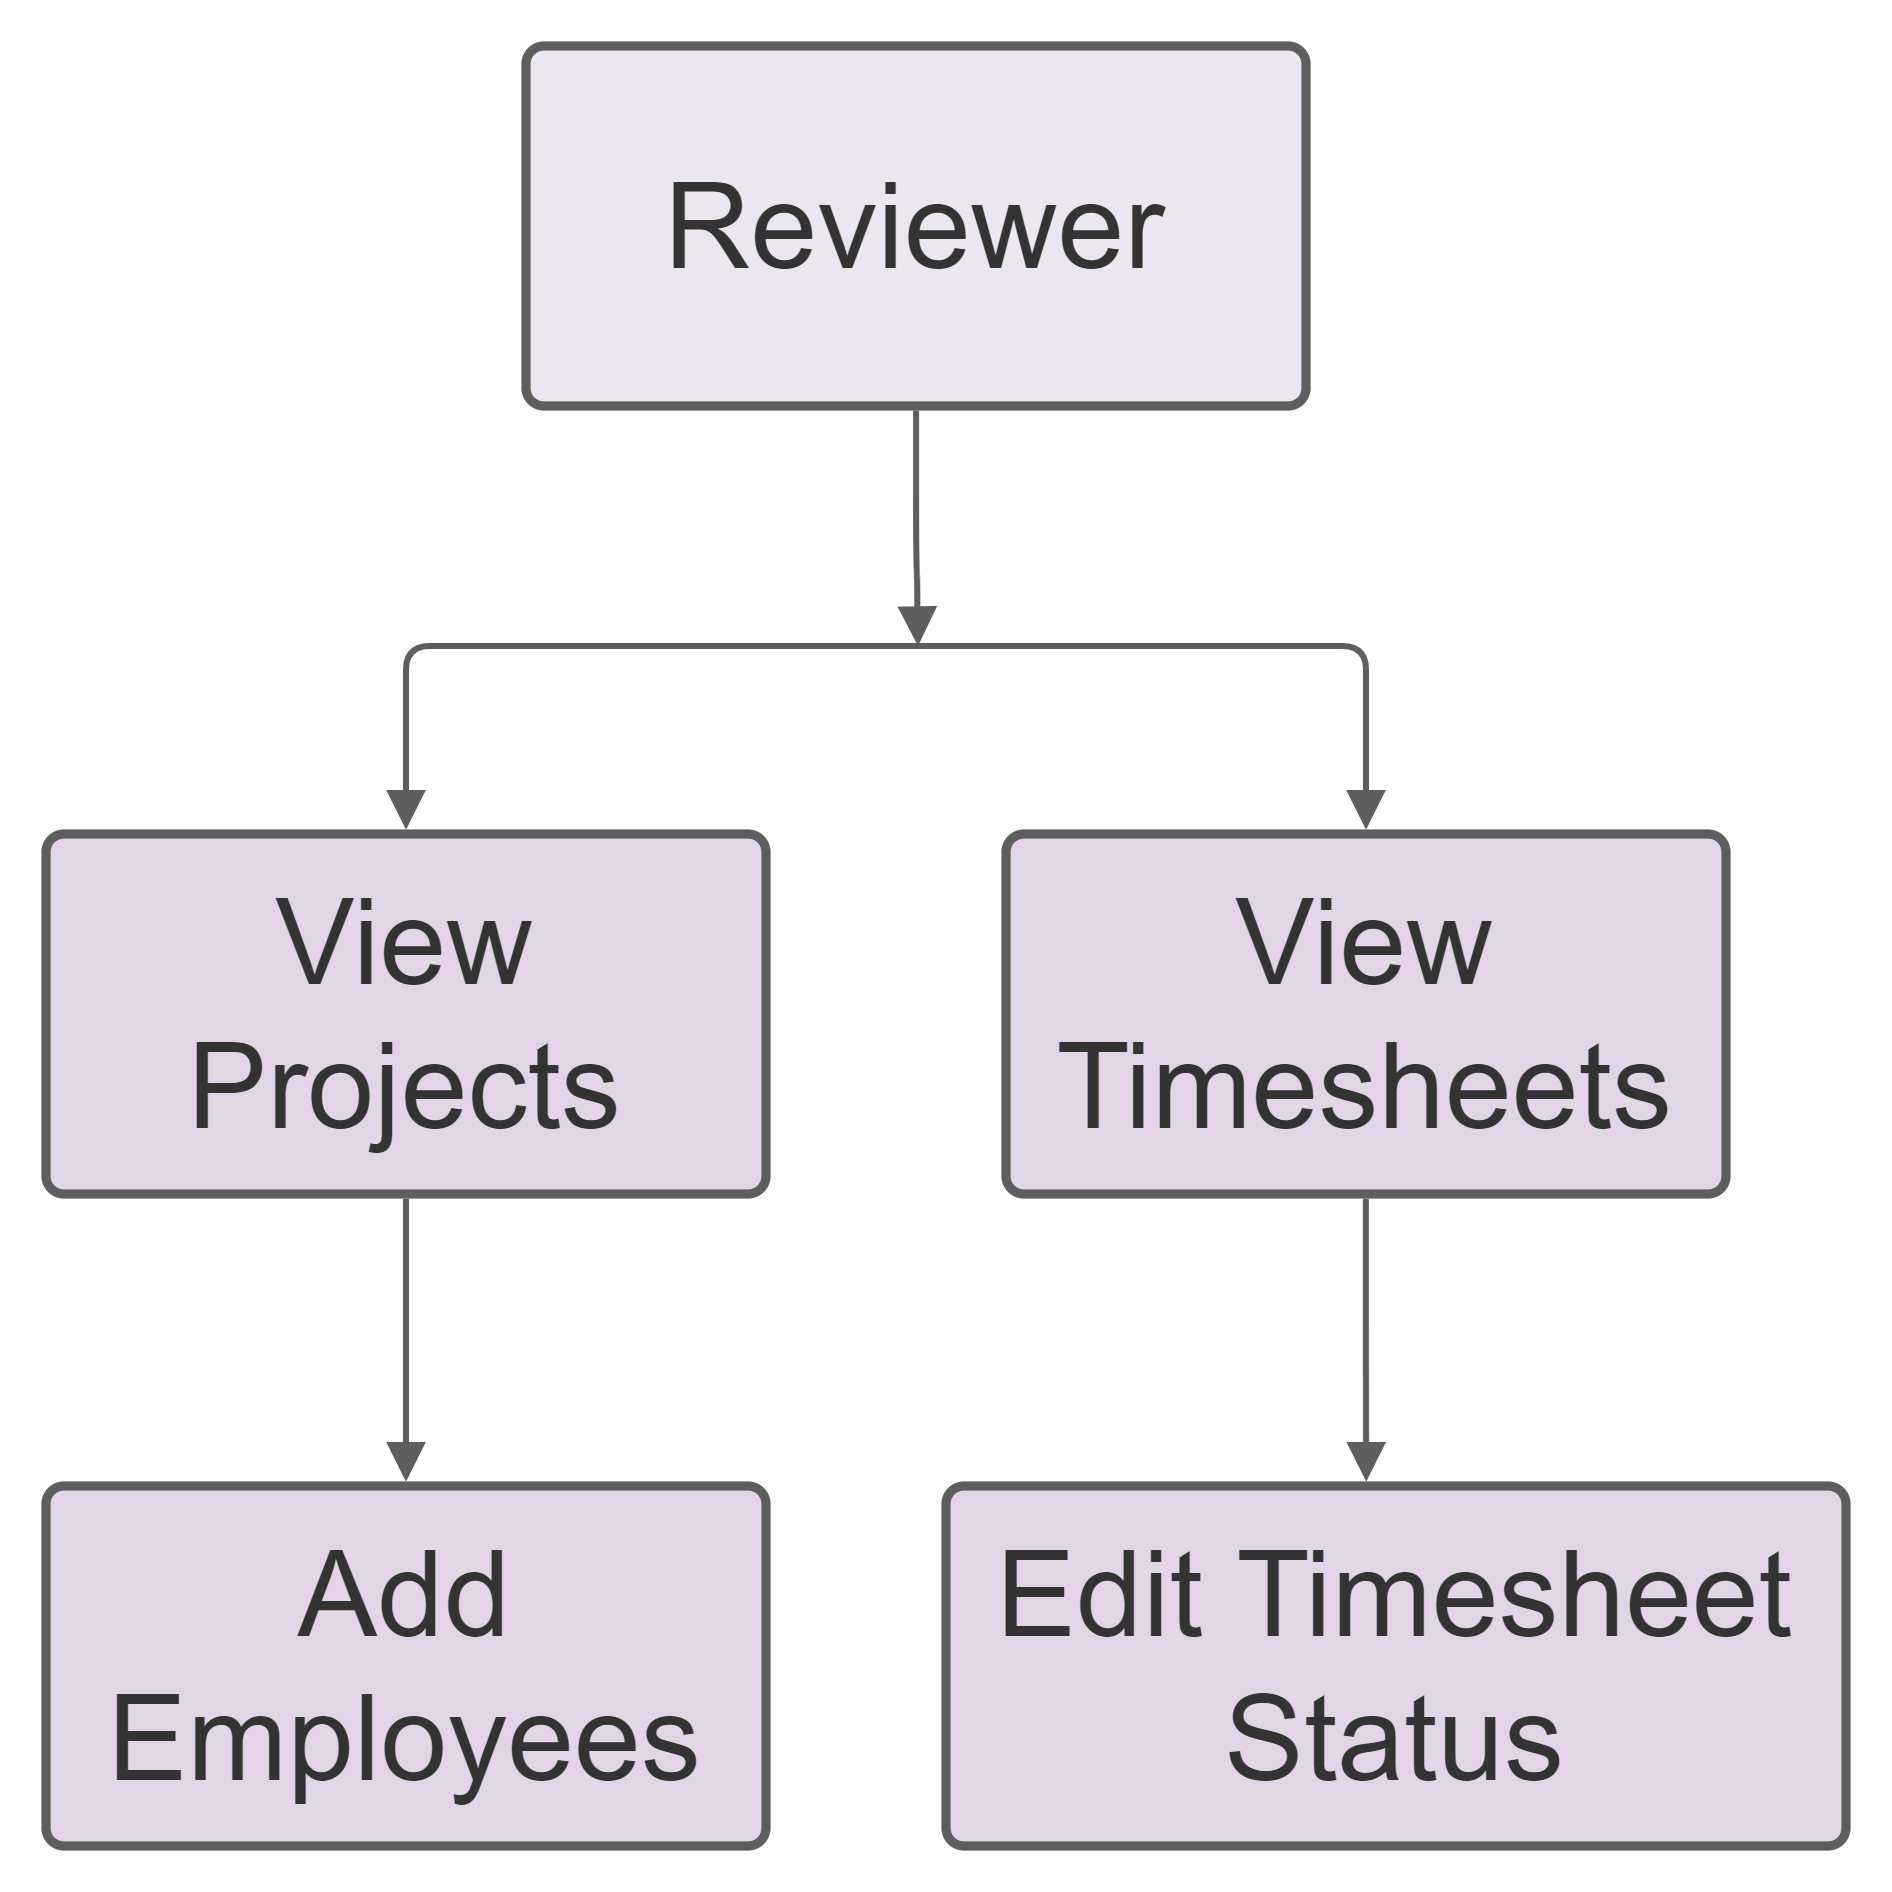 Reviewer
View
Projects
View
Timesheets
Add
Employees
Edit Timesheet
Status